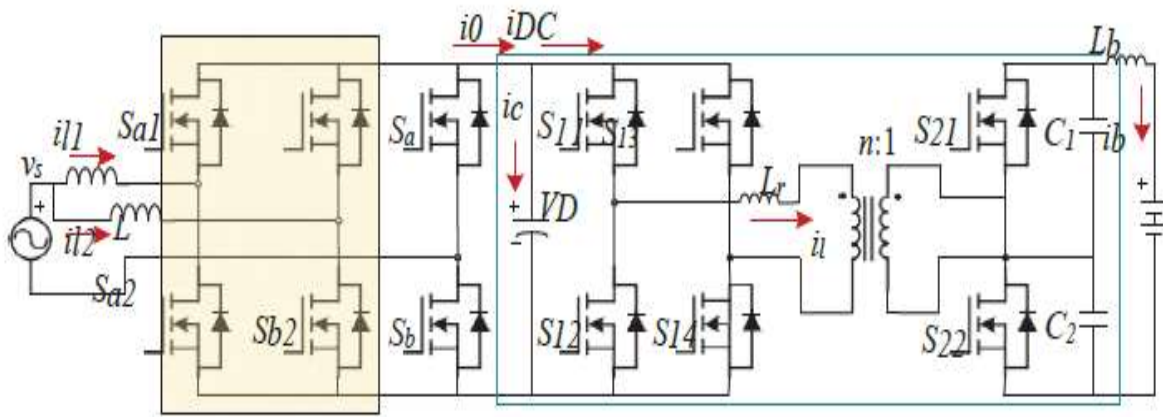 i0 iDC Lb
Sa1 Sa ic S11 S13 S21 C1 ib
il1 n:1
vs + Lr +
+ L VD
il2 - il
Sa2
Sb2 Sb S12 S14 S22 C2